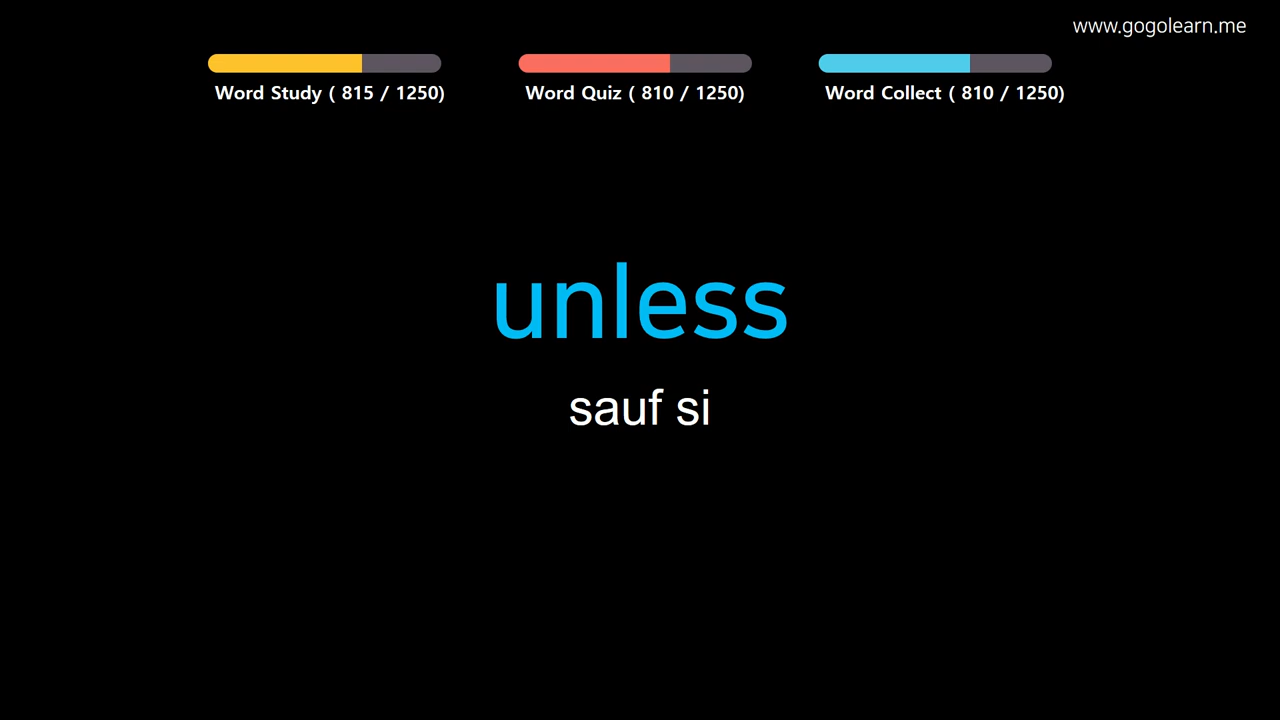 www.gogolearn.me
Word Study ( 815 / 1250)
Word Quiz ( 810 / 1250)
Word Collect ( 810 / 1250)
unless
sauf si